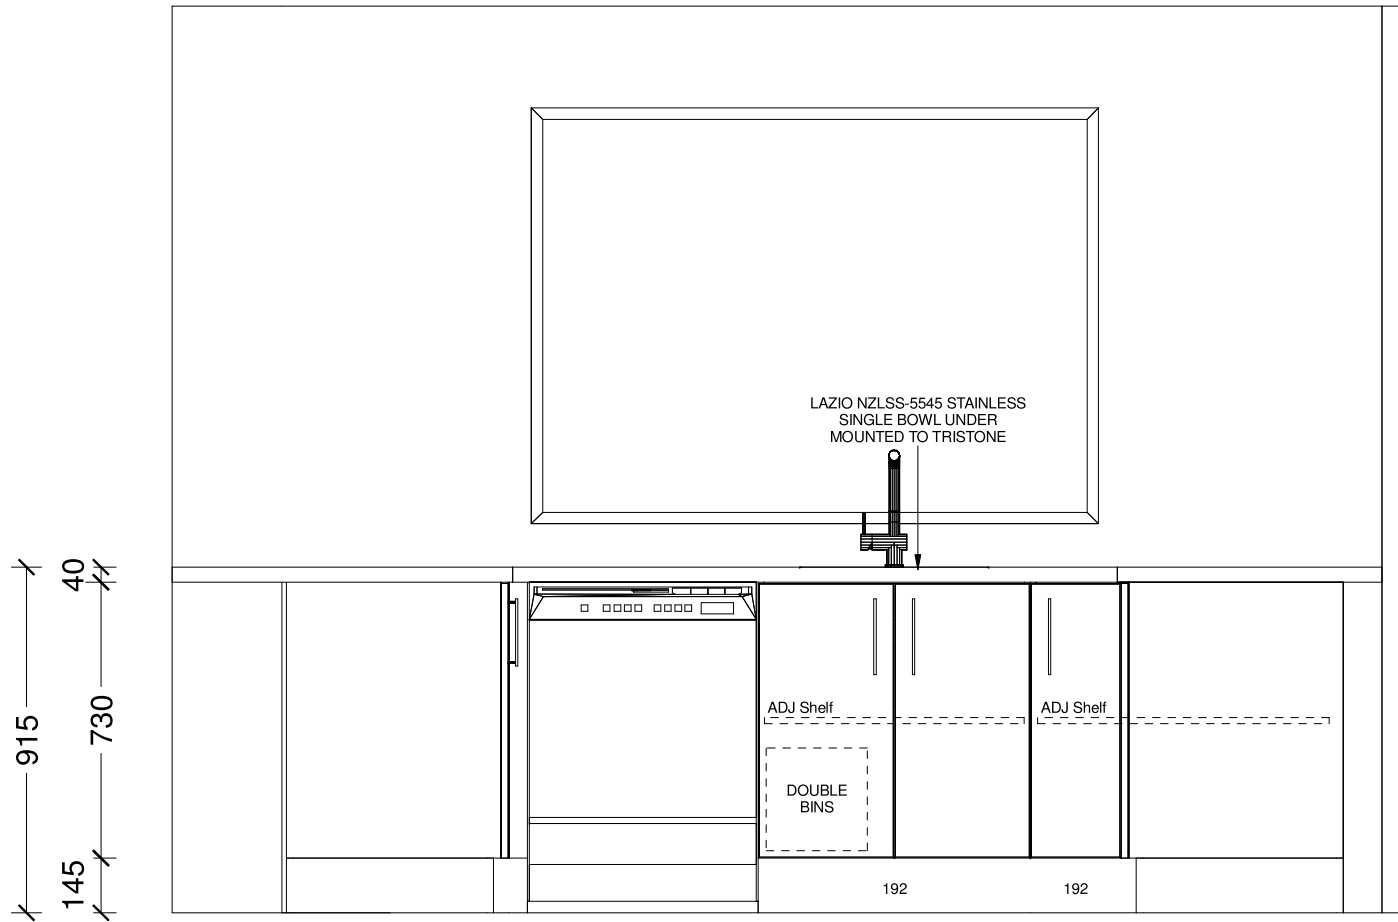 LAZIO NZLSS-5545 STAINLESS
SINGLE BOWL UNDER
MOUNTED TO TRISTONE
40
915
730
145
ADJ Shelf
ADJ Shelf
DOUBLE
BINS
192
192